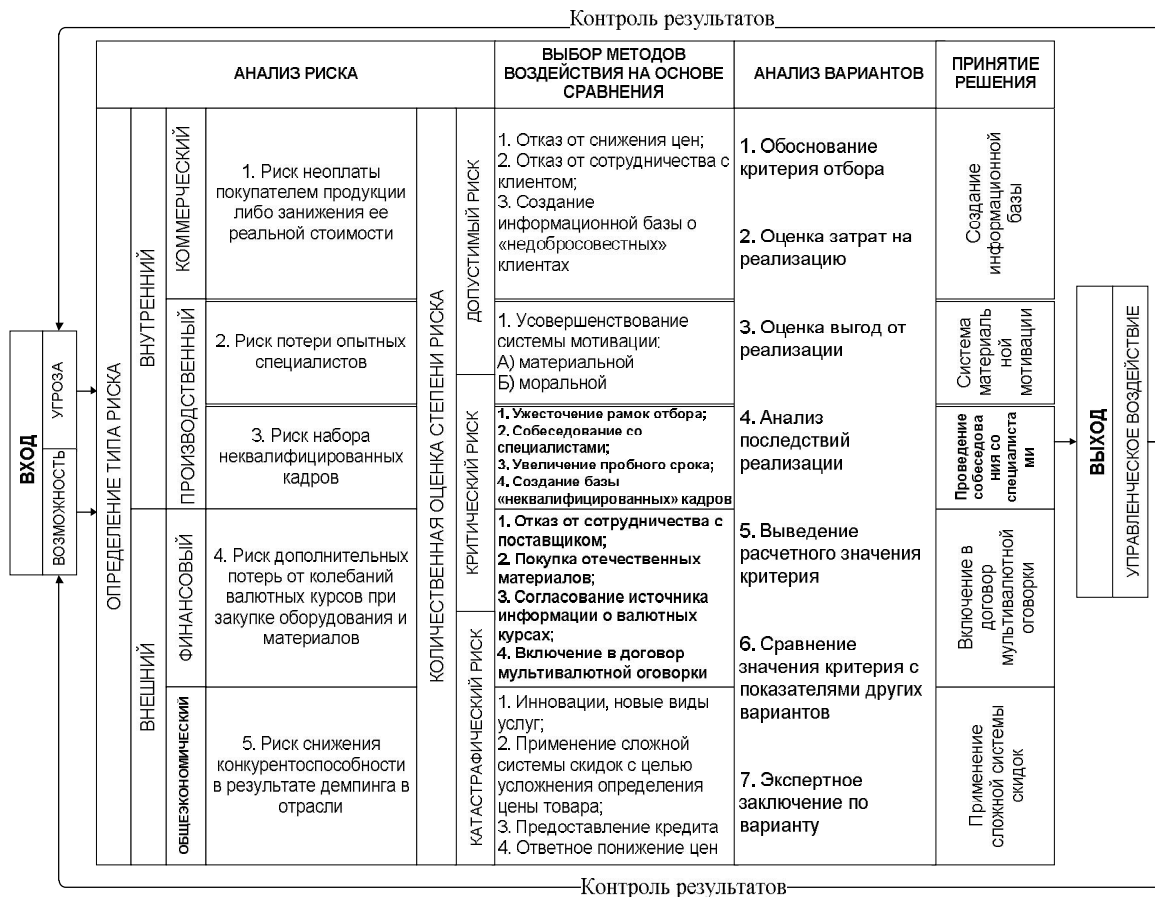 Контроль результатов
АНАЛИЗ РИСКА
ВЫБОР МЕТОДОВ
ВОЗДЕЙСТВИЯ НА ОСНОВЕ
СРАВНЕНИЯ
АНАЛИЗ ВАРИАНТОВ
ПРИНЯТИЕ
РЕШЕНИЯ
ВХОД
УГРОЗА
ВОЗМОЖНОСТЬ
ОПРЕДЕЛЕНИЕ ТИПА РИСКА
ВНУТРЕННИЙ
ВНЕШНИЙ
КОММЕРЧЕСКИЙ
ПРОИЗВОДСТВЕННЫЙ
ФИНАНСОВЫЙ
ОБЩЕЭКОНОМИЧЕСКИЙ
1. Риск неоплаты
покупателем продукции
либо занижения ее
реальной стоимости
2. Риск потери опытных
специалистов
3. Риск набора
неквалифицированных
кадров
4. Риск дополнительных
потерь от колебаний
валютных курсов при
закупке оборудования и
материалов
5. Риск снижения
конкурентоспособности
в результате демпинга в
отрасли
КОЛИЧЕСТВЕННАЯ ОЦЕНКА СТЕПЕНИ РИСКА
ДОПУСТИМЫЙ РИСК
КРИТИЧЕСКИЙ РИСК
КАТАСТРАФИЧЕСКИЙ РИСК
1. Отказ от снижения цен;
2. Отказ от сотрудничества с
клиентом;
3. Создание
информационной базы о
«недобросовестных»
клиентах
1. Усовершенствование
системы мотивации:
А) материальной
Б) моральной
1. Ужесточение рамок отбора;
2. Собеседование со
специалистами;
3. Увеличение пробного срока;
4. Создание базы
«неквалифицированных» кадров
1. Отказ от сотрудничества с
поставщиком;
2. Покупка отечественных
материалов;
3. Согласование источника
информации о валютных
курсах;
4. Включение в договор
мультивалютной оговорки
1. Инновации, новые виды
услуг;
2. Применение сложной
системы скидок с целью
усложнения определения
цены товара;
3. Предоставление кредита
4. Ответное понижение цен
1. Обоснование
критерия отбора
2. Оценка затрат на
реализацию
3. Оценка выгод от
реализации
4. Анализ
последствий
реализации
5. Выведение
расчетного значения
критерия
6. Сравнение
значения критерия с
показателями других
вариантов
7. Экспертное
заключение по
варианту
Создание
информационной
базы
Система
материаль
ной
мотивации
Проведение
собеседова
ния со
специалиста
ми
Включение в
договор
мультивалютной
оговорки
Применение
сложной системы
скидок
ВЫХОД
УПРАВЛЕНЧЕСКОЕ ВОЗДЕЙСТВИЕ
Контроль результатов